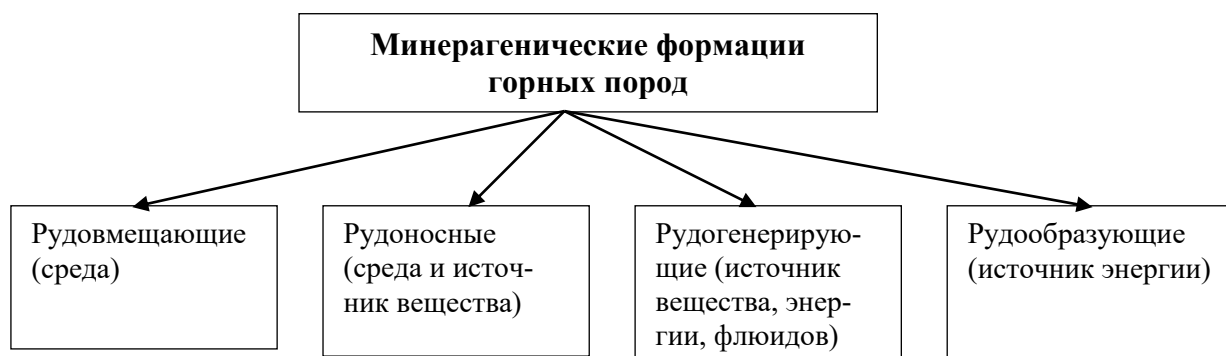 Минерагенические формации
горных пород
Рудовмещающие
(среда)
Рудоносные
(среда и источ-
ник вещества)
Рудогенерирую-
щие (источник
вещества, энер-
гии, флюидов)
Рудообразующие
(источник энергии)